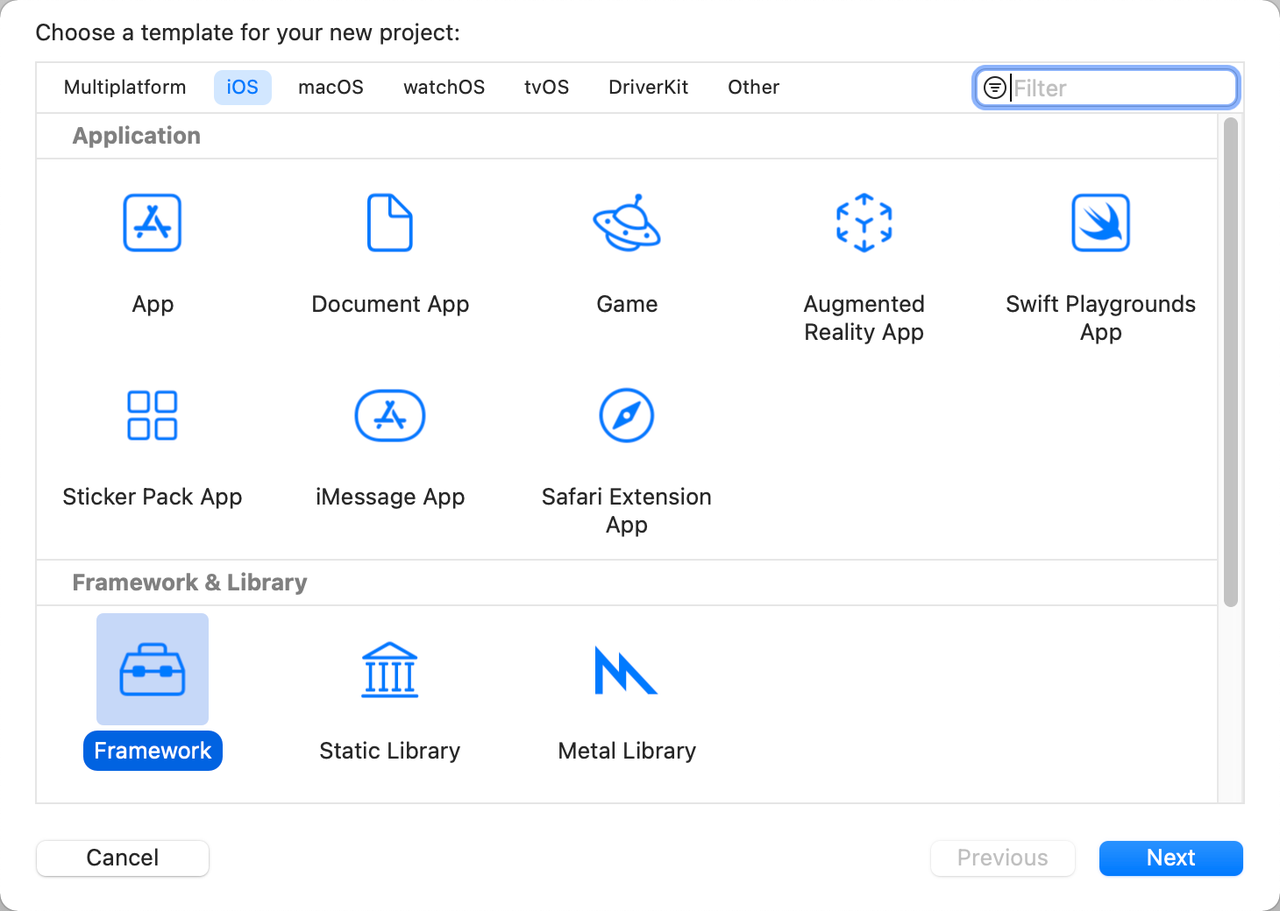 Choose a template for your new project:
Multiplatform iOS macOS watchOS tvOS DriverKit Other Filter
Application
App Document App Game Augmented Reality App Swift Playgrounds App
Sticker Pack App iMessage App Safari Extension App
Framework & Library
Framework Static Library Metal Library
Cancel Previous Next